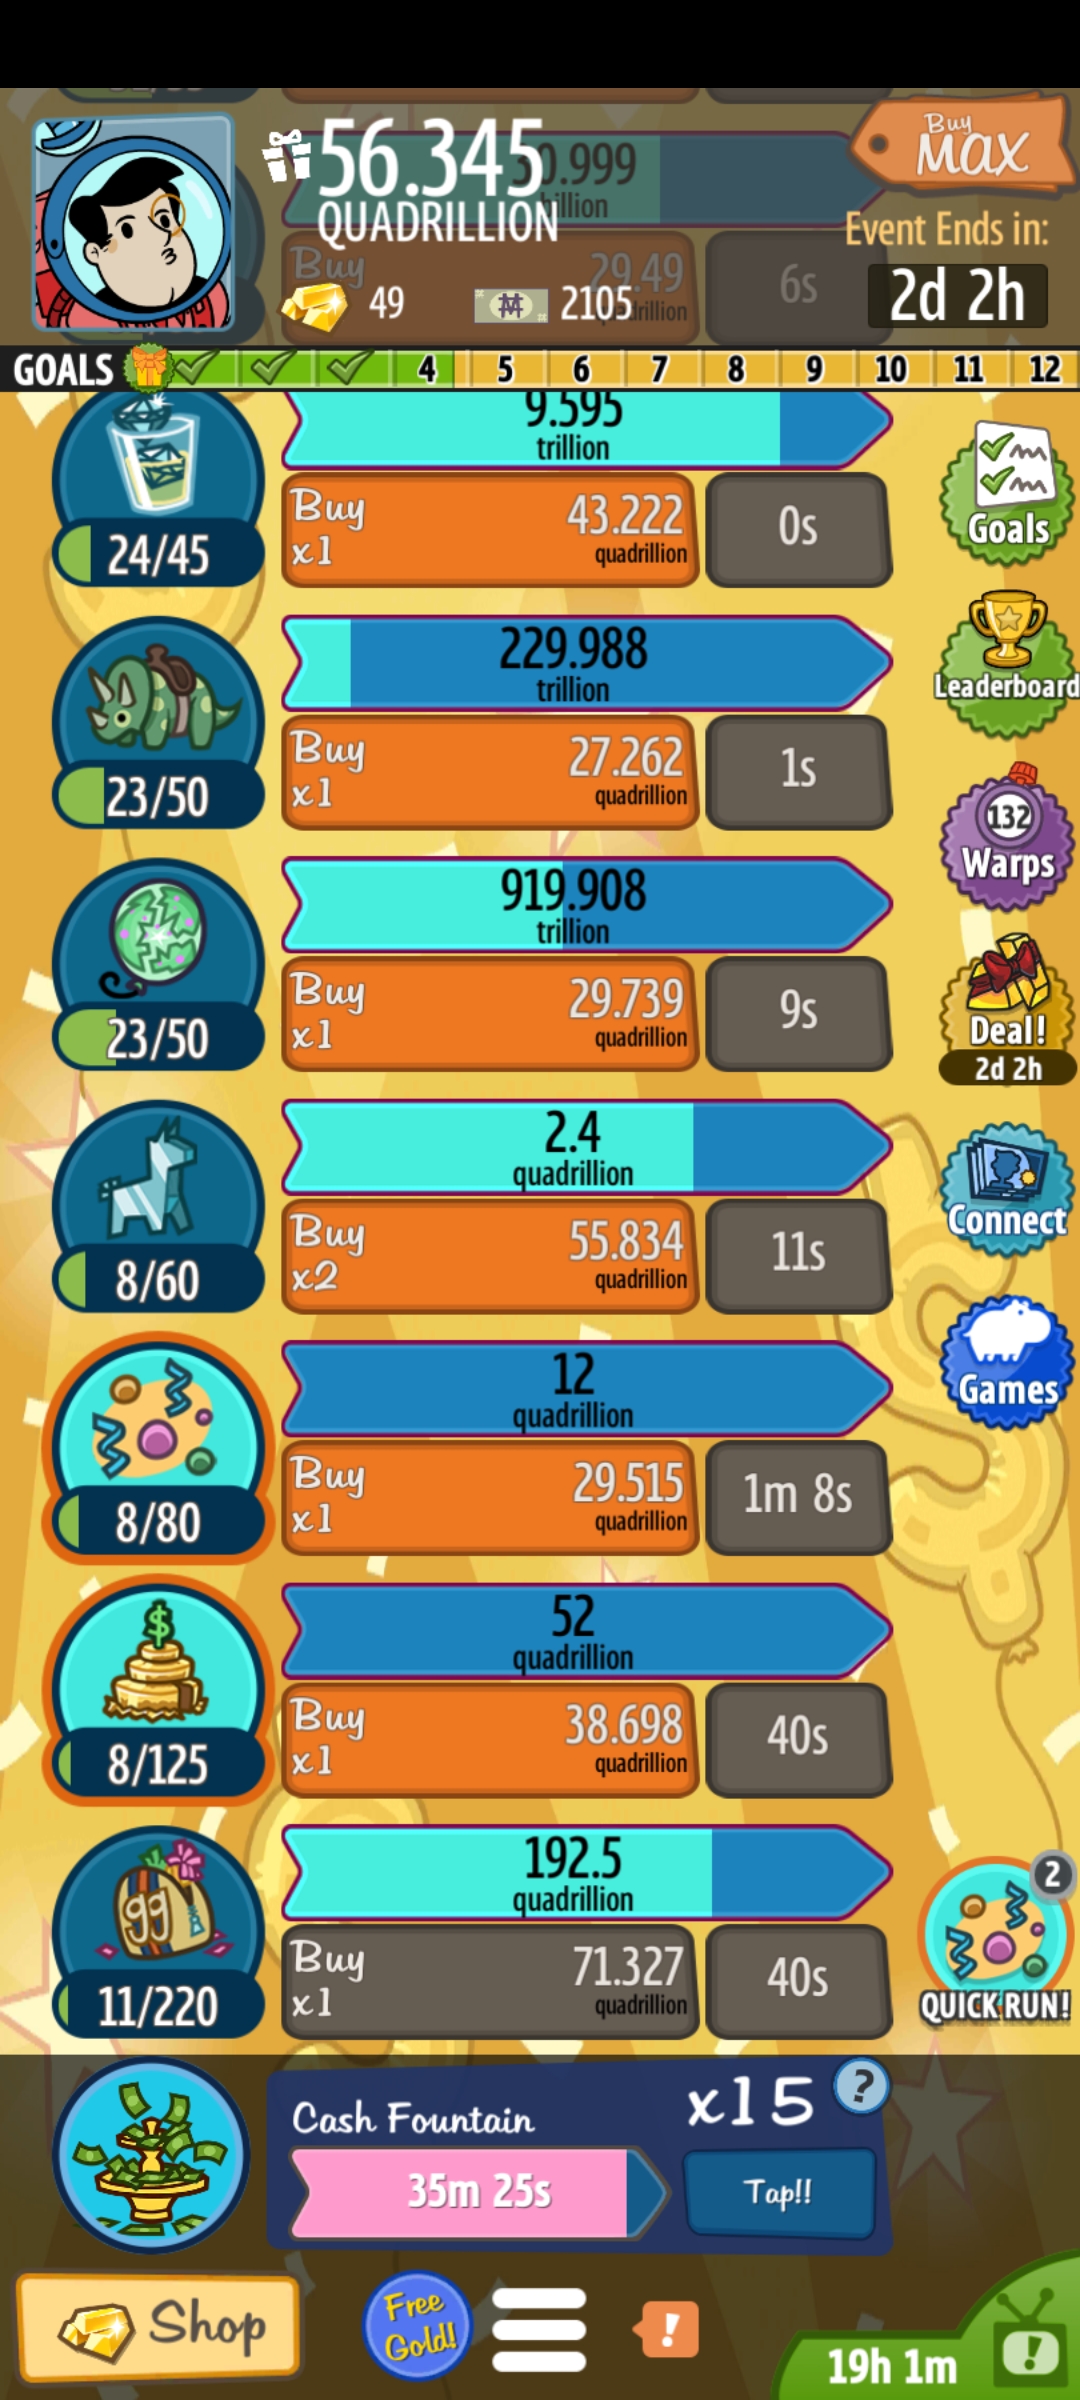 56.345
QUADRILLION
Buy
MAX
Event Ends in:
2d 2h
49
2105
Buy
29.49
6s
GOALS 4 5 6 7 8 9 10 11 12
9.595
trillion
24/45
Buy
x1
43.222
quadrillion
0s
Goals
229.988
trillion
23/50
Buy
x1
27.262
quadrillion
1s
Leaderboard
919.908
trillion
23/50
Buy
x1
29.739
quadrillion
9s
132
Warps
Deal!
2d 2h
2.4
quadrillion
8/60
Buy
x2
55.834
quadrillion
11s
Connect
12
quadrillion
8/80
Buy
x1
29.515
quadrillion
1m 8s
Games
52
quadrillion
$
8/125
Buy
x1
38.698
quadrillion
40s
192.5
quadrillion
99
11/220
Buy
x1
71.327
quadrillion
40s
2
QUICK RUN!
Cash Fountain
x15
?
35m 25s
Tap!!
Shop
Free
Gold!
!
19h 1m
!